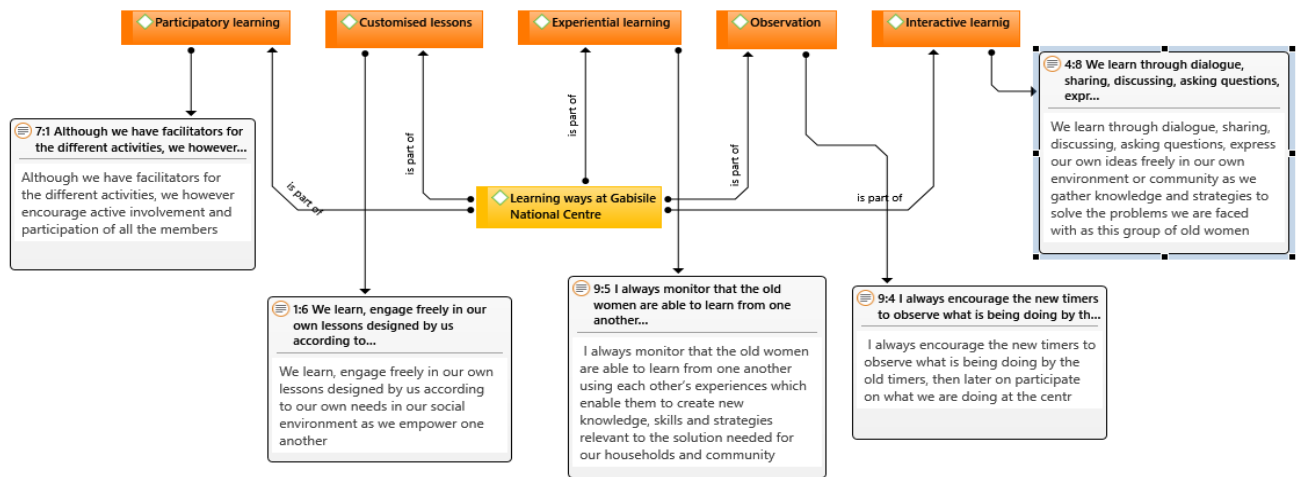 Participatory learning
Customised lessons
Experiential learning
Observation
Interactive learnig
4:8 We learn through dialogue,
sharing, discussing, asking questions,
expr...
We learn through dialogue, sharing,
discussing, asking questions, express
our own ideas freely in our own
environment or community as we
gather knowledge and strategies to
solve the problems we are faced
with as this group of old women
7:1 Although we have facilitators for
the different activities, we however...
Although we have facilitators for
the different activities, we however
encourage active involvement and
participation of all the members
is part of
is part of
is part of
is part of
is part of
Learning ways at Gabisile
National Centre
1:6 We learn, engage freely in our
own lessons designed by us
according to...
We learn, engage freely in our own
lessons designed by us according
to our own needs in our social
environment as we empower one
another
9:5 I always monitor that the old
women are able to learn from one
another...
I always monitor that the old women
are able to learn from one another
using each other's experiences which
enable them to create new
knowledge, skills and strategies
relevant to the solution needed for
our households and community
9:4 I always encourage the new timers
to observe what is being doing by th...
I always encourage the new timers to
observe what is being doing by the
old timers, then later on participate
on what we are doing at the centr